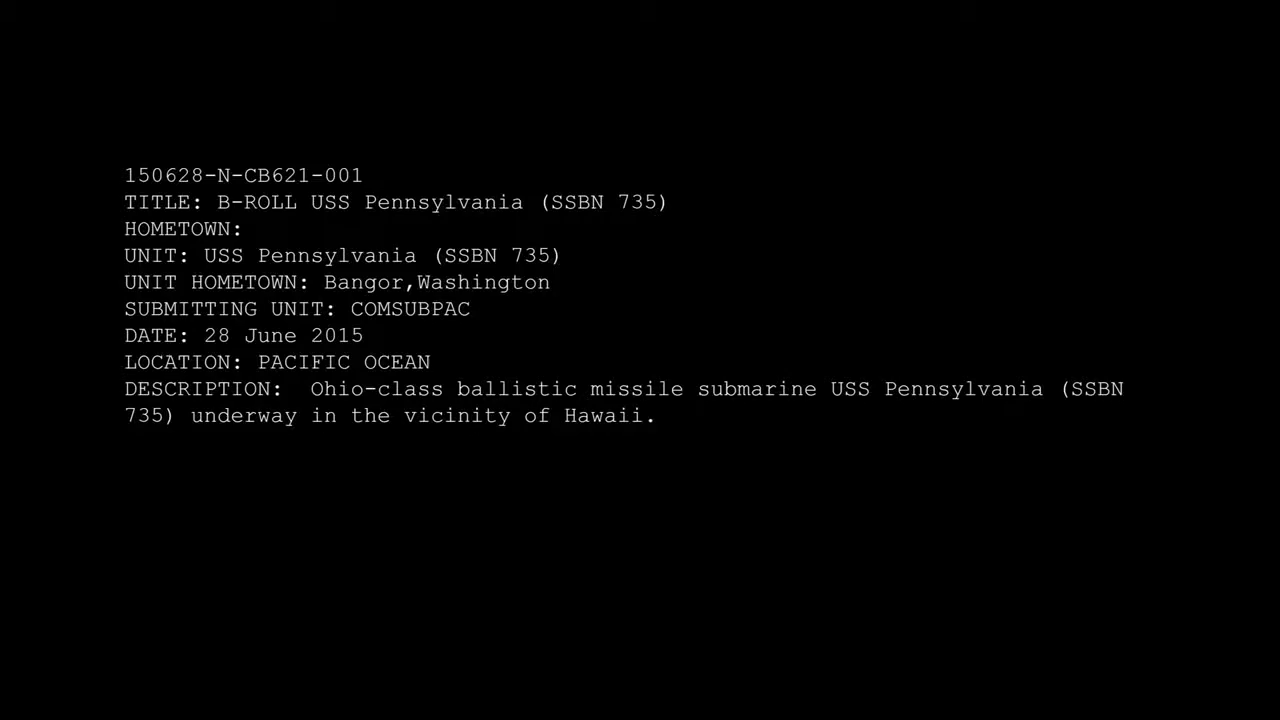 150628-N-CB621-001
TITLE: B-ROLL USS Pennsylvania (SSBN 735)
HOMETOWN:
UNIT: USS Pennsylvania (SSBN 735)
UNIT HOMETOWN: Bangor,Washington
SUBMITTING UNIT: COMSUBPAC
DATE: 28 June 2015
LOCATION: PACIFIC OCEAN
DESCRIPTION:  Ohio-class ballistic missile submarine USS Pennsylvania (SSBN
735) underway in the vicinity of Hawaii.